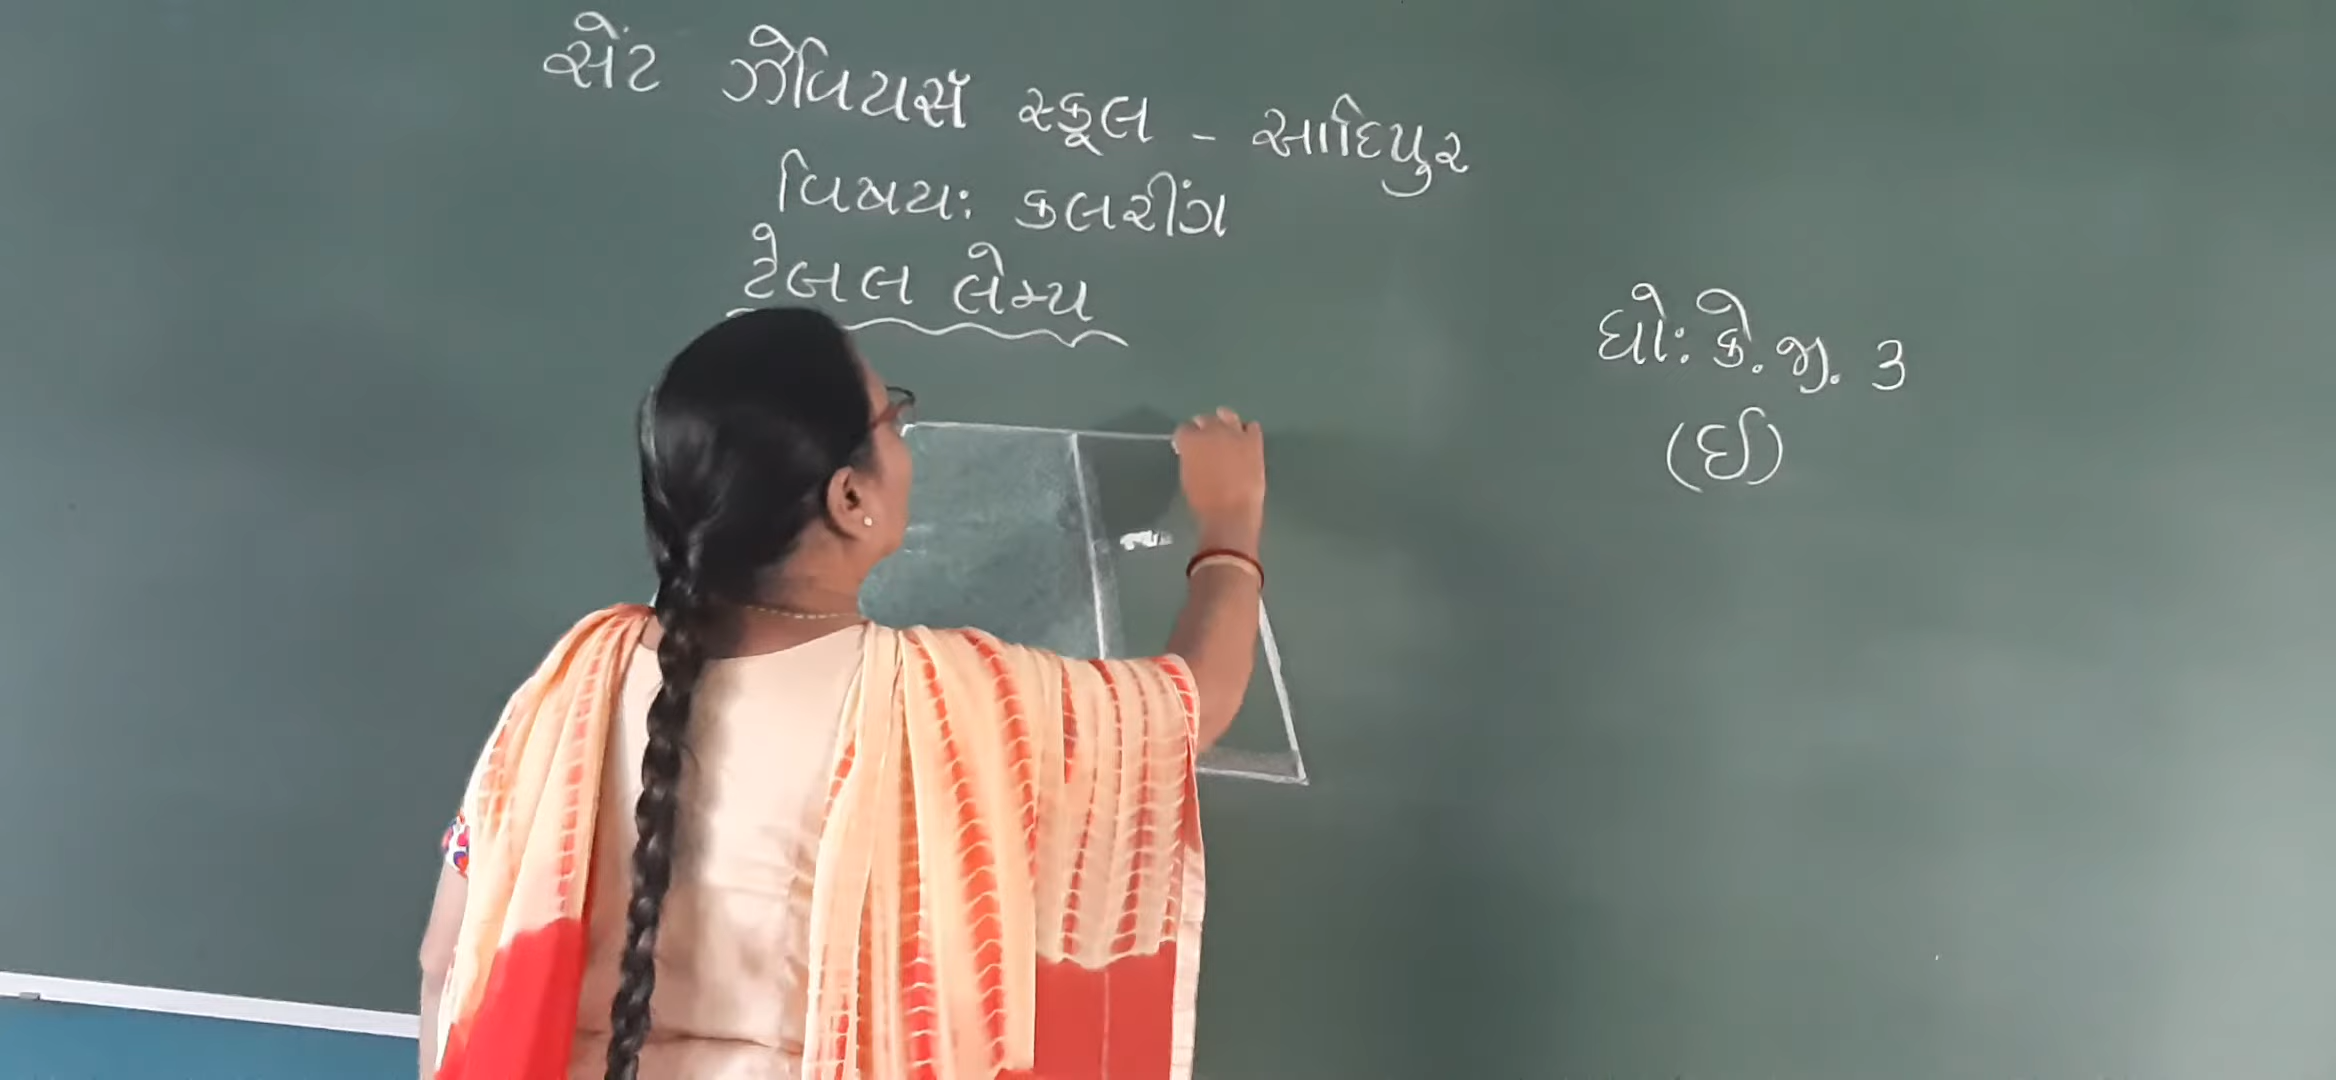 સેંટ ઝેવિયર્સ સ્કૂલ - આદિપુર
વિષય: કલરીંગ
ટેબલ લેમ્પ
ધો: કે.જી. 3
(ઈ)